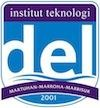 institut teknologi
del
MARTUHAN-MARROHA-MARBISUK
2001